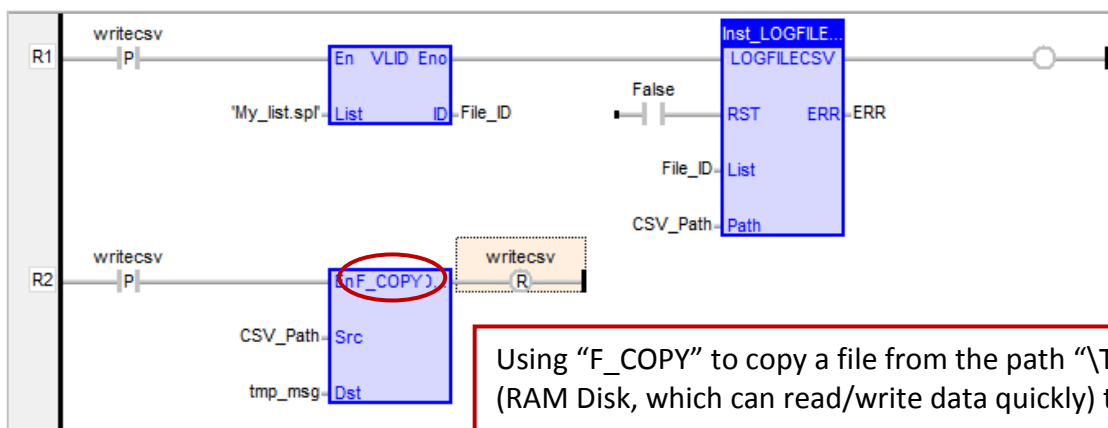 writecsv
Inst_LOGFILE...
R1
P
En VLID Eno
LOGFILECSV
False
'My_list.spl'
List
ID
File_ID
RST
ERR
ERR
File_ID
List
CSV_Path
Path
writecsv
writecsv
R2
P
F_COPY
R
CSV_Path
Src
tmp_msg
Dst
Using “F_COPY” to copy a file from the path “\T
(RAM Disk, which can read/write data quickly) t